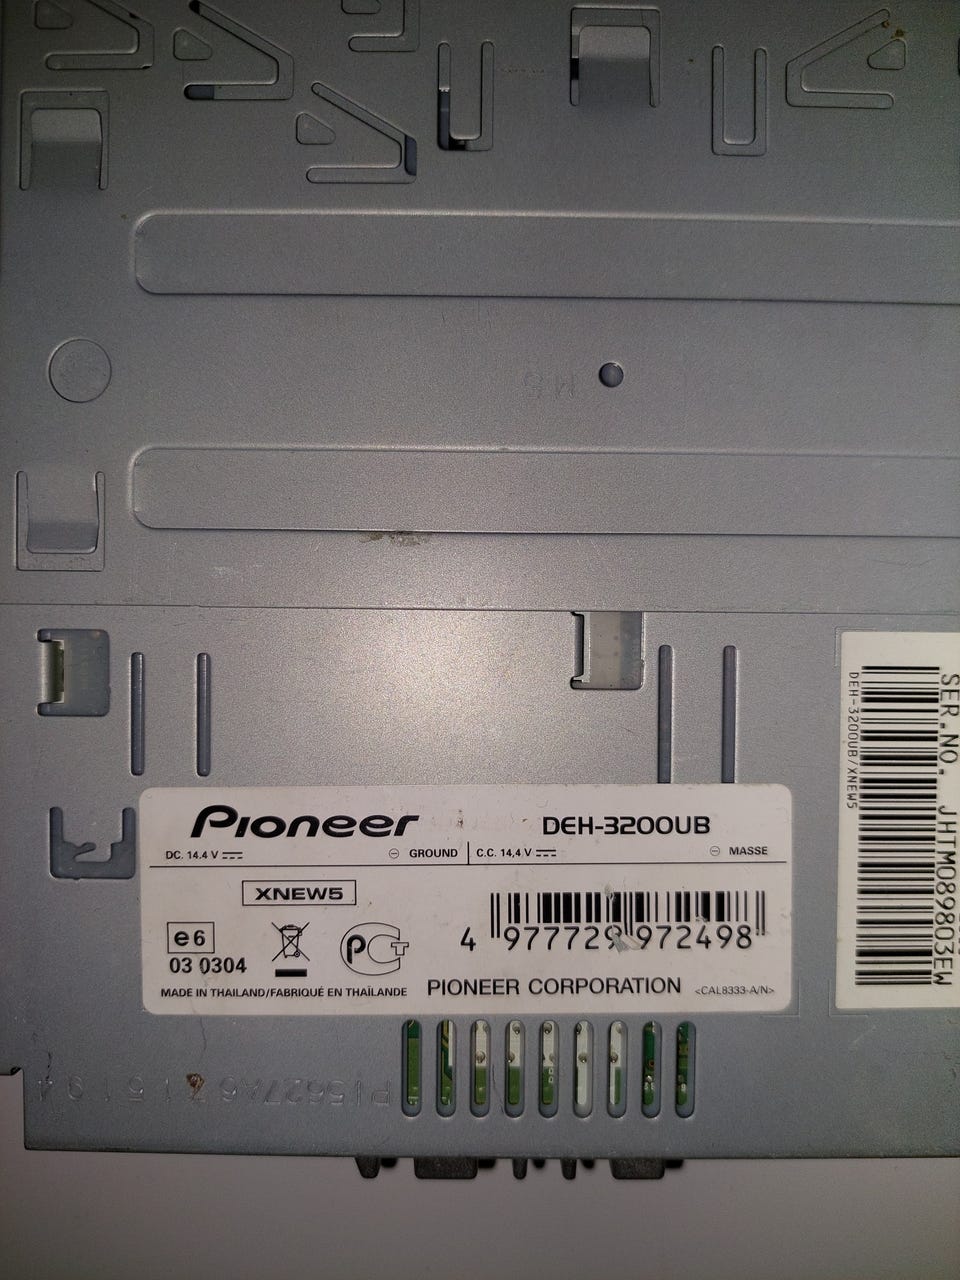 Pioneer
DEH-3200UB
DC. 14.4 V GROUND
C.C. 14,4 V MASSE
XNEW5
e6
03 0304
PCT
4 977729 972498
MADE IN THAILAND/FABRIQUÉ EN THAÏLANDE
PIONEER CORPORATION
<CAL8333-A/N>
SER.NO. JHTM089803EW
DEH-3200UB/XNEW5